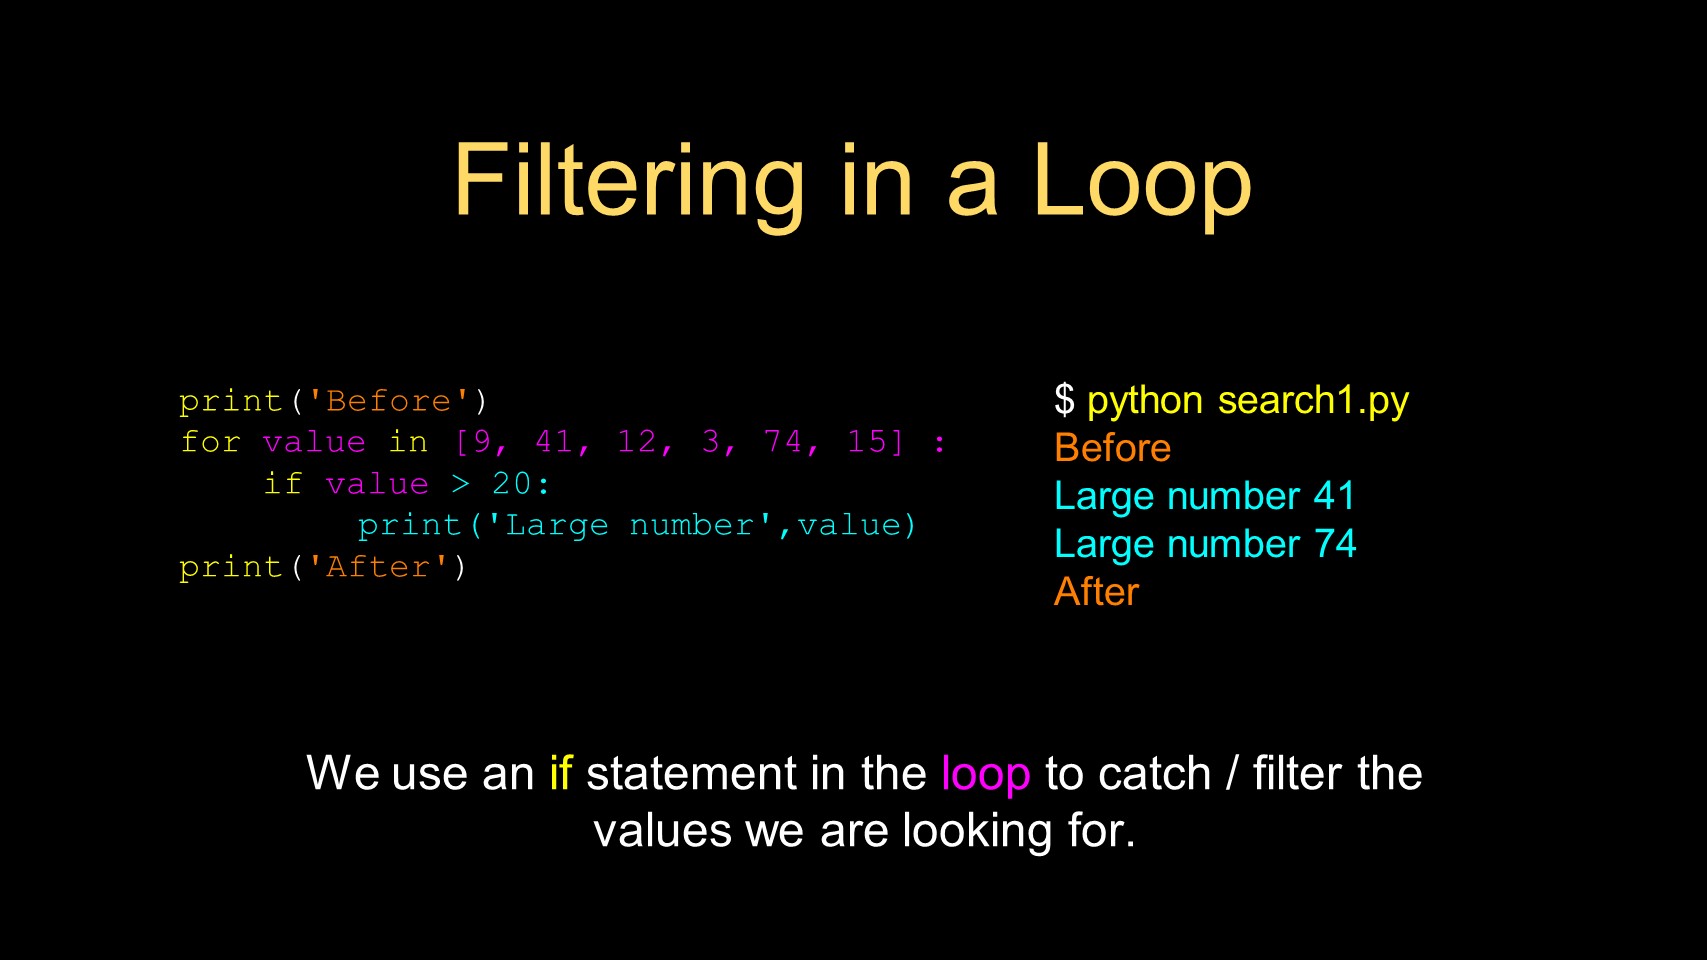 Filtering in a Loop
print('Before')
for value in [9, 41, 12, 3, 74, 15] :
    if value > 20:
        print('Large number',value)
print('After')
$ python search1.py
Before
Large number 41
Large number 74
After
We use an if statement in the loop to catch / filter the
values we are looking for.